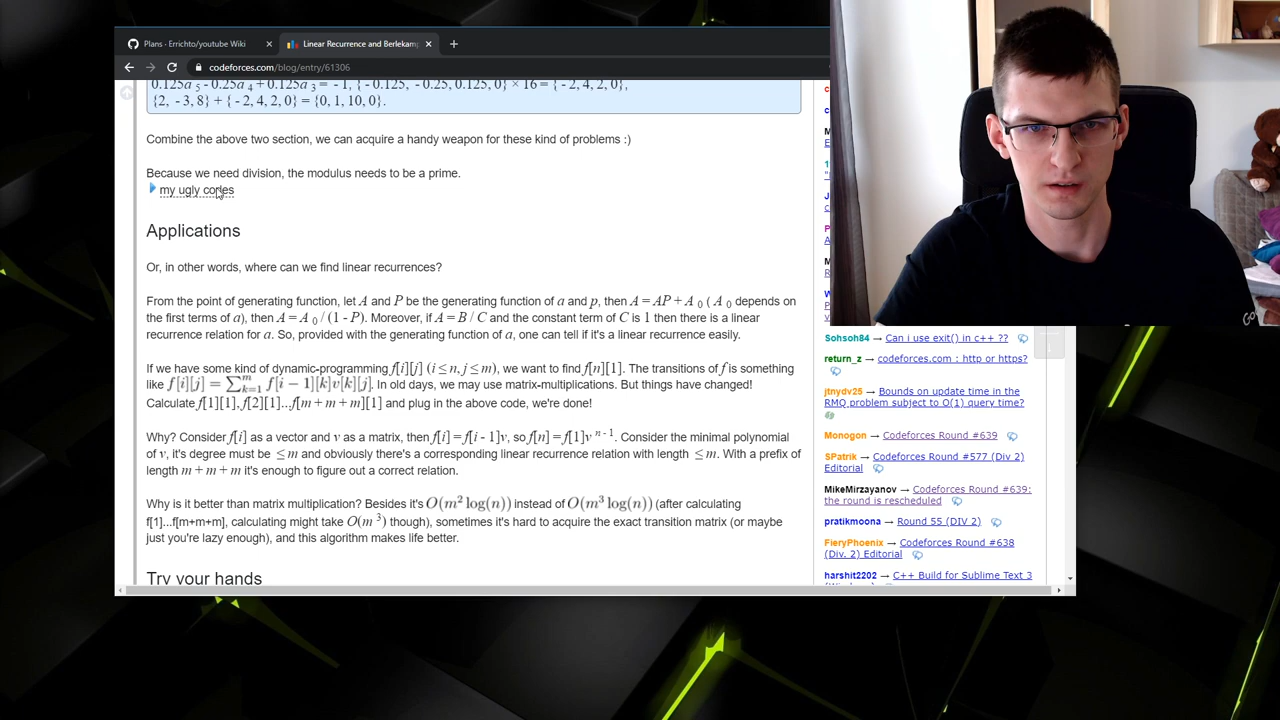 Plans · Errichto/youtube Wiki
Linear Recurrence and Berlekam
codeforces.com/blog/entry/61306
0.125a 5 - 0.25a 4 + 0.125a 3 = - 1, { - 0.125, - 0.25, 0.125, 0} × 16 = { - 2, 4, 2, 0},
{2, - 3, 8} + { - 2, 4, 2, 0} = {0, 1, 10, 0}.
Combine the above two section, we can acquire a handy weapon for these kind of problems :)
Because we need division, the modulus needs to be a prime.
my ugly codes
Applications
Or, in other words, where can we find linear recurrences?
From the point of generating function, let A and P be the generating function of a and p, then A = AP + A 0 ( A 0 depends on
the first terms of a), then A = A 0 / (1 - P). Moreover, if A = B / C and the constant term of C is 1 then there is a linear
recurrence relation for a. So, provided with the generating function of a, one can tell if it's a linear recurrence easily.
If we have some kind of dynamic-programming f[i][j] (i ≤ n, j ≤ m), we want to find f[n][1]. The transitions of f is something
like f[i][j] = ∑ᵐₖ₌₁ f[i − 1][k]v[k][j]. In old days, we may use matrix-multiplications. But things have changed!
Calculate f[1][1], f[2][1]...f[m + m + m][1] and plug in the above code, we're done!
Why? Consider f[i] as a vector and v as a matrix, then f[i] = f[i - 1]v, so f[n] = f[1]v n - 1. Consider the minimal polynomial
of v, it's degree must be ≤ m and obviously there's a corresponding linear recurrence relation with length ≤ m. With a prefix of
length m + m + m it's enough to figure out a correct relation.
Why is it better than matrix multiplication? Besides it's O(m² log(n)) instead of O(m³ log(n)) (after calculating
f[1]...f[m+m+m], calculating might take O(m 3) though), sometimes it's hard to acquire the exact transition matrix (or maybe
just you're lazy enough), and this algorithm makes life better.
Try your hands
Sohsoh84 → Can i use exit() in c++ ??
return_z → codeforces.com : http or https?
jtnydv25 → Bounds on update time in the
RMQ problem subject to O(1) query time?
Monogon → Codeforces Round #639
SPatrik → Codeforces Round #577 (Div 2)
Editorial
MikeMirzayanov → Codeforces Round #639:
the round is rescheduled
pratikmoona → Round 55 (DIV 2)
FieryPhoenix → Codeforces Round #638
(Div. 2) Editorial
harshit2202 → C++ Build for Sublime Text 3